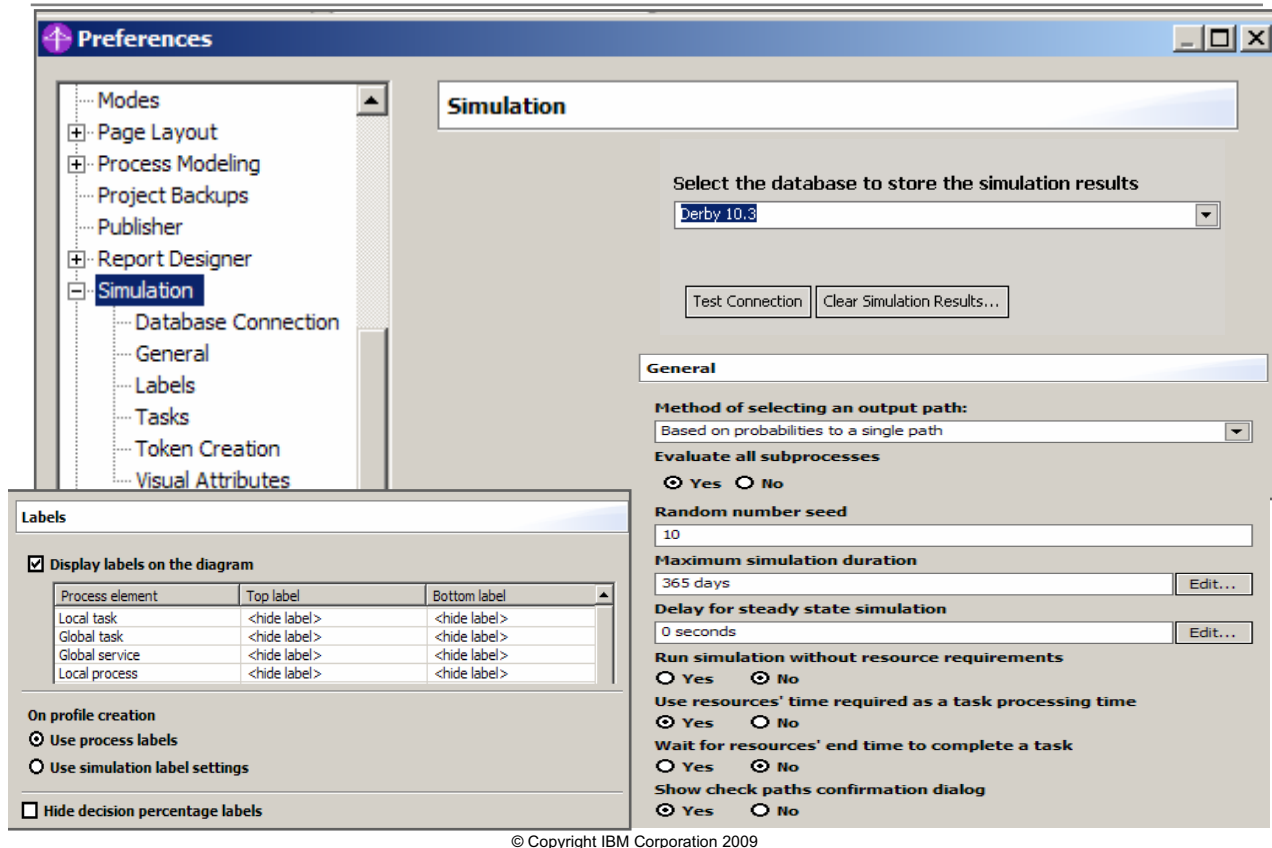 Preferences
Modes
Page Layout
Process Modeling
Project Backups
Publisher
Report Designer
Simulation
Database Connection
General
Labels
Tasks
Token Creation
Visual Attributes
Simulation
Select the database to store the simulation results
Derby 10.3
Test Connection
Clear Simulation Results...
General
Method of selecting an output path:
Based on probabilities to a single path
Evaluate all subprocesses
Yes No
Random number seed
10
Maximum simulation duration
365 days Edit...
Delay for steady state simulation
0 seconds Edit...
Run simulation without resource requirements
Yes No
Use resources' time required as a task processing time
Yes No
Wait for resources' end time to complete a task
Yes No
Show check paths confirmation dialog
Yes No
Labels
Display labels on the diagram
Process element Top label Bottom label
Local task <hide label> <hide label>
Global task <hide label> <hide label>
Global service <hide label> <hide label>
Local process <hide label> <hide label>
On profile creation
Use process labels
Use simulation label settings
Hide decision percentage labels
© Copyright IBM Corporation 2009